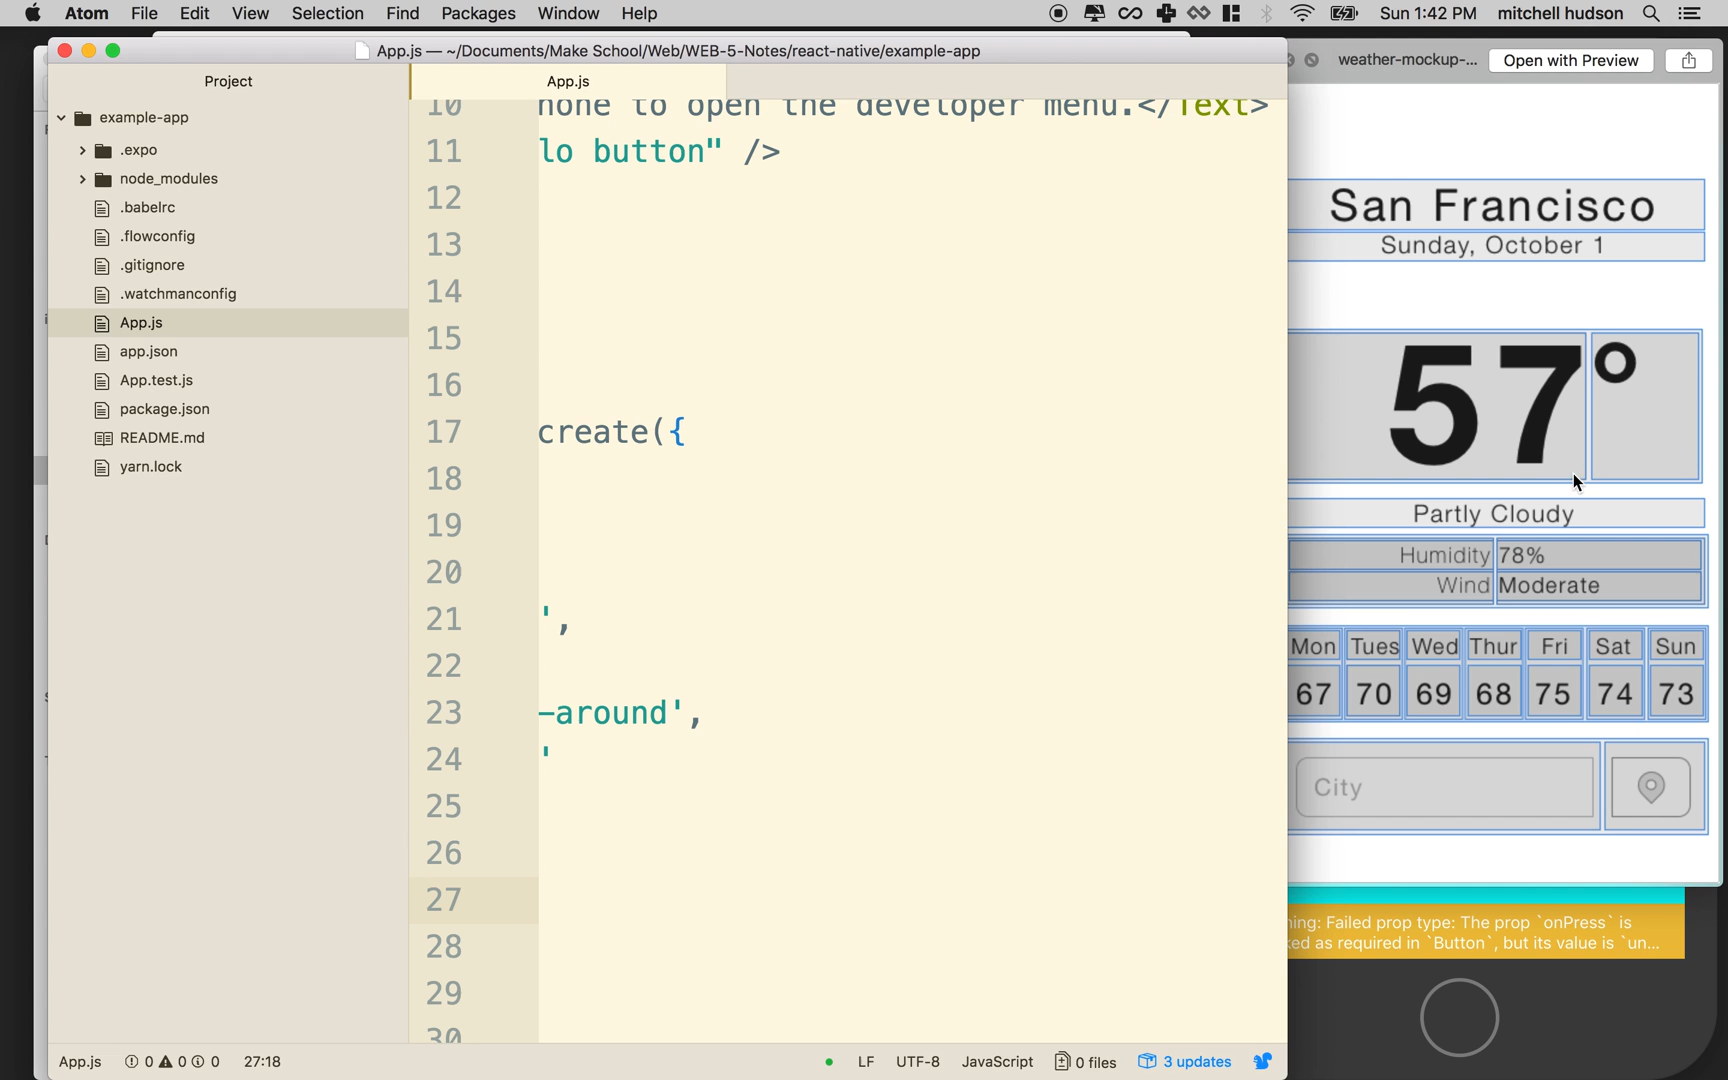 Atom File Edit View Selection Find Packages Window Help
Sun 1:42 PM mitchell hudson
App.js — ~/Documents/Make School/Web/WEB-5-Notes/react-native/example-app
weather-mockup-... Open with Preview
Project
App.js
example-app
.expo
node_modules
.babelrc
.flowconfig
.gitignore
.watchmanconfig
App.js
app.json
App.test.js
package.json
README.md
yarn.lock
10 hone to open the developer menu.</Text>
11 lo button" />
12
13
14
15
16
17 create({
18
19
20
21 ',
22
23 -around',
24 '
25
26
27
28
29
30
San Francisco
Sunday, October 1
57°
Partly Cloudy
Humidity 78%
Wind Moderate
Mon Tues Wed Thur Fri Sat Sun
67 70 69 68 75 74 73
City
ning: Failed prop type: The prop `onPress` is
ked as required in `Button`, but its value is `un...
App.js 0 0 0 27:18 LF UTF-8 JavaScript 0 files 3 updates